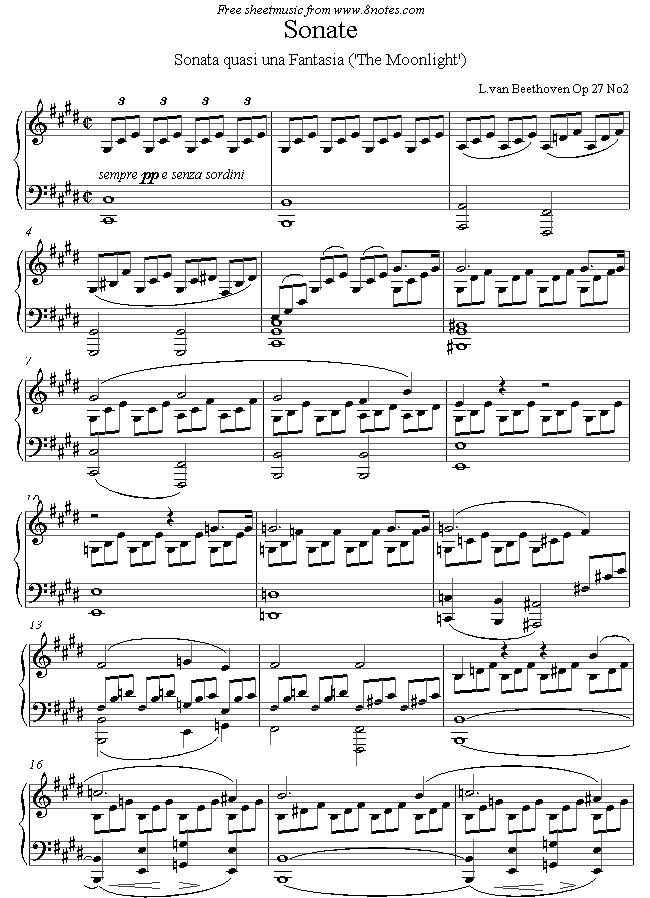 Free sheetmusic from www.8notes.com
Sonate
Sonata quasi una Fantasia ('The Moonlight')
L.van Beethoven Op 27 No2
3 3 3 3
sempre pp e senza sordini
4
7
10
13
16